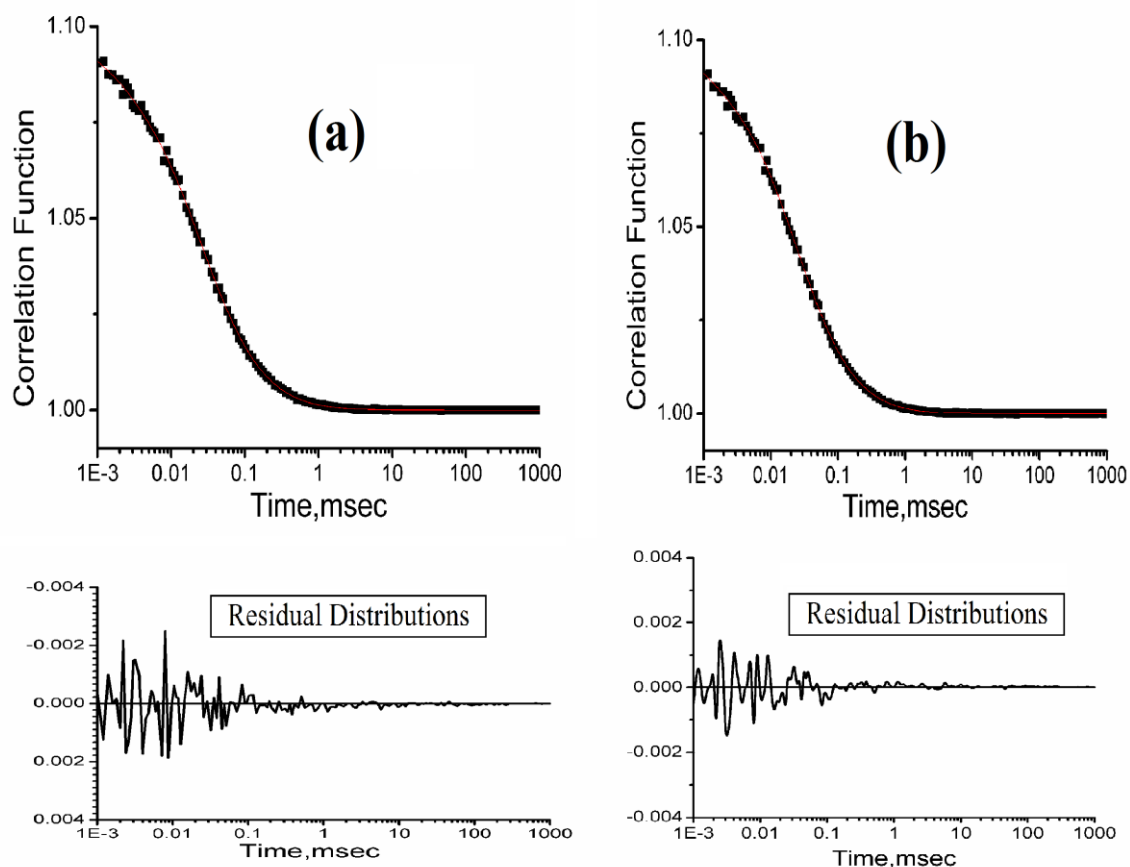 1.10
(a)
Correlation Function
1.05
1.00
1E-3 0.01 0.1 1 10 100 1000
Time,msec
1.10
(b)
Correlation Function
1.05
1.00
1E-3 0.01 0.1 1 10 100 1000
Time,msec
-0.004
Residual Distributions
-0.002
0.000
0.002
0.004
1E-3 0.01 0.1 1 10 100 1000
Time,msec
0.004
Residual Distributions
0.002
0.000
-0.002
-0.004
1E-3 0.01 0.1 1 10 100 1000
Time,msec